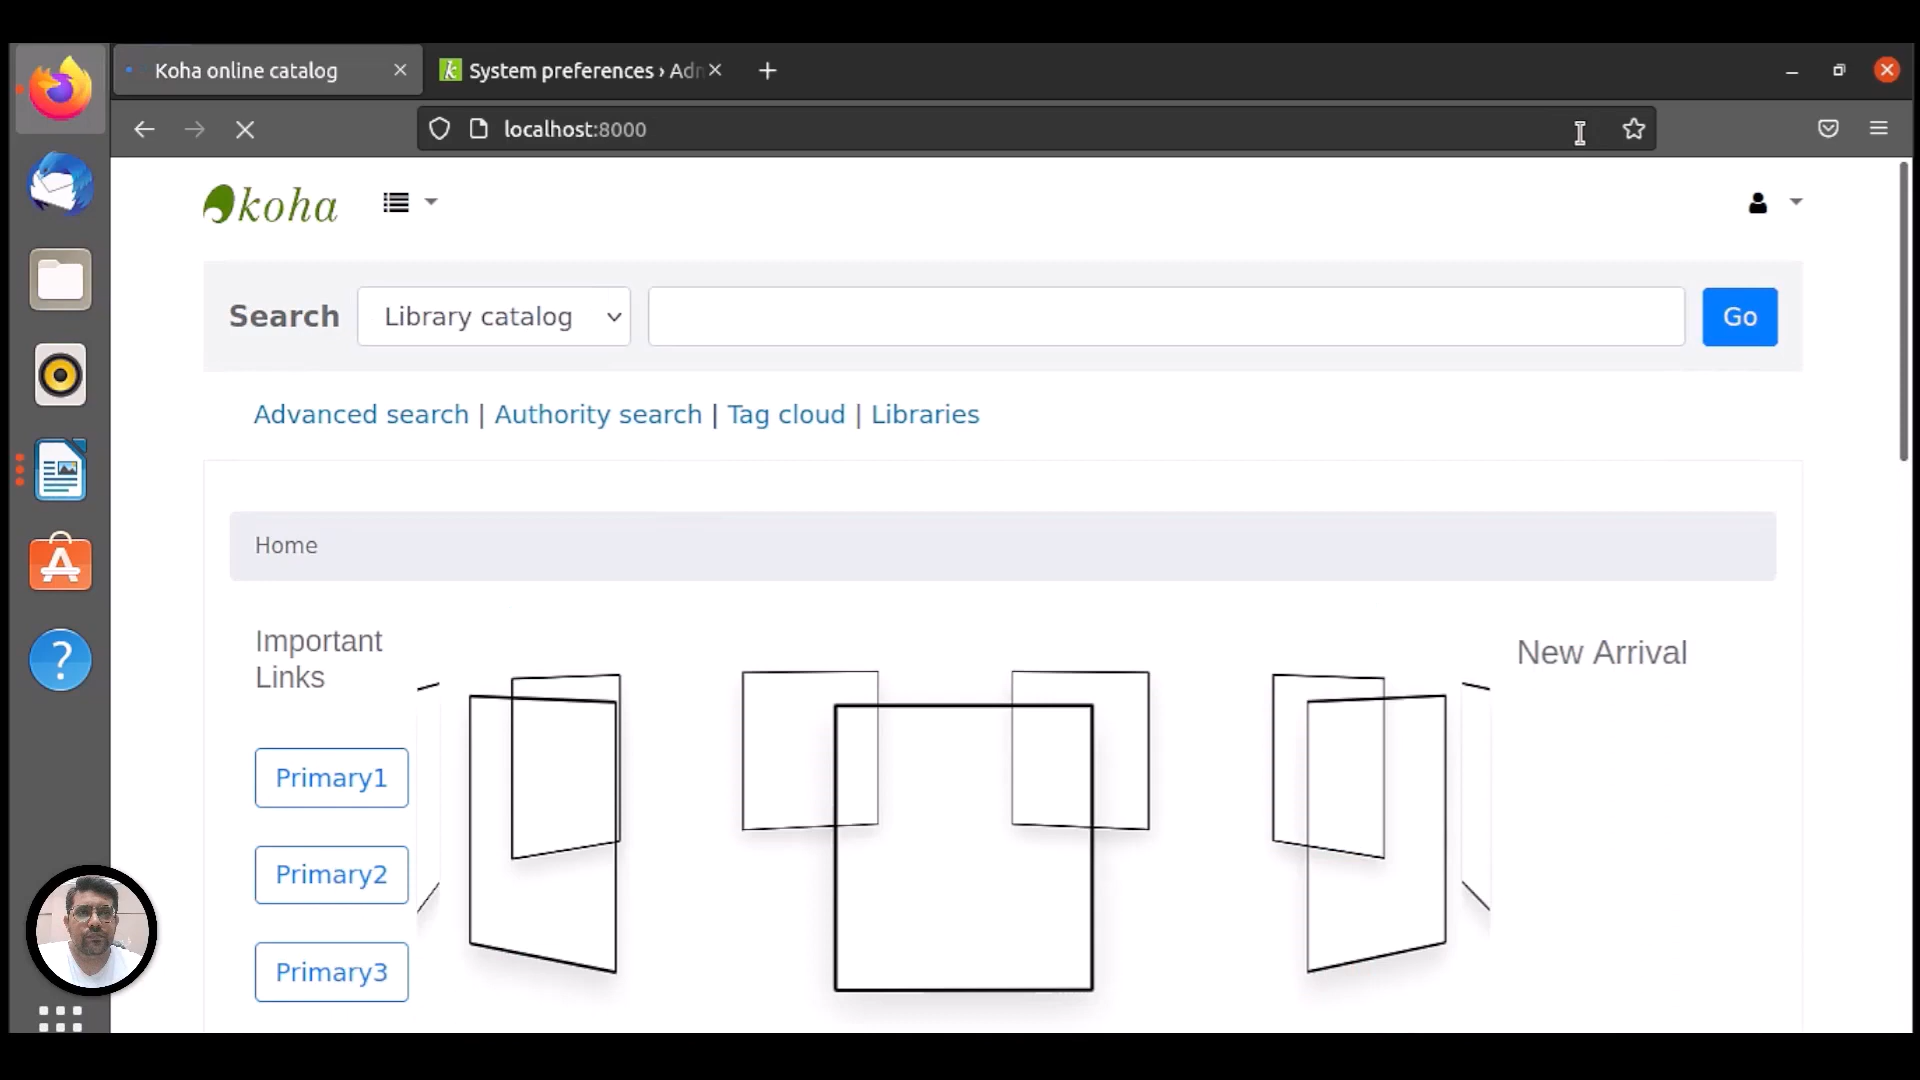 Koha online catalog
System preferences › Adr
localhost:8000
koha
Search Library catalog Go
Advanced search | Authority search | Tag cloud | Libraries
Home
Important
Links
New Arrival
Primary1
Primary2
Primary3